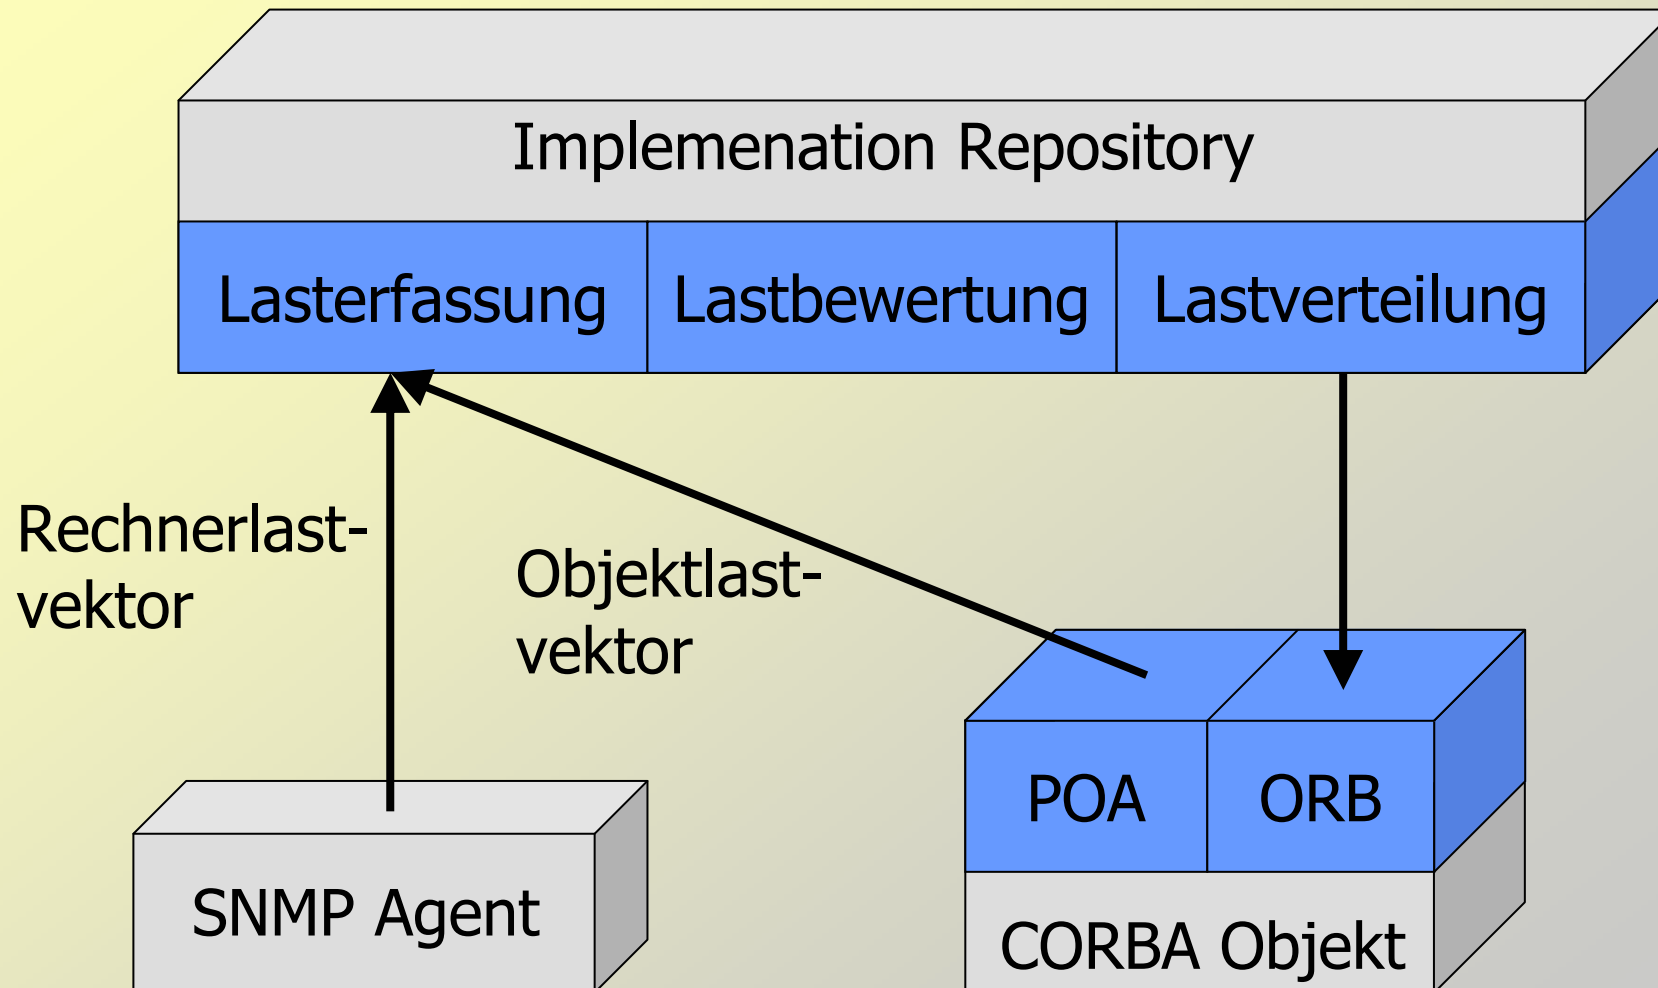 Implemenation Repository
Lasterfassung
Lastbewertung
Lastverteilung
Rechnerlast-
vektor
Objektlast-
vektor
POA
ORB
SNMP Agent
CORBA Objekt